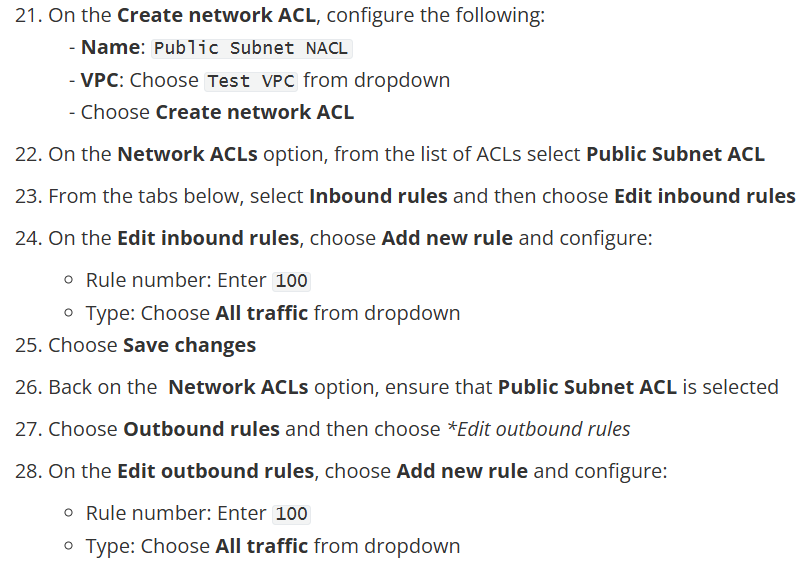 21. On the Create network ACL, configure the following:
- Name: Public Subnet NACL
- VPC: Choose Test VPC from dropdown
- Choose Create network ACL
22. On the Network ACLs option, from the list of ACLs select Public Subnet ACL
23. From the tabs below, select Inbound rules and then choose Edit inbound rules
24. On the Edit inbound rules, choose Add new rule and configure:
○ Rule number: Enter 100
○ Type: Choose All traffic from dropdown
25. Choose Save changes
26. Back on the Network ACLs option, ensure that Public Subnet ACL is selected
27. Choose Outbound rules and then choose *Edit outbound rules
28. On the Edit outbound rules, choose Add new rule and configure:
○ Rule number: Enter 100
○ Type: Choose All traffic from dropdown